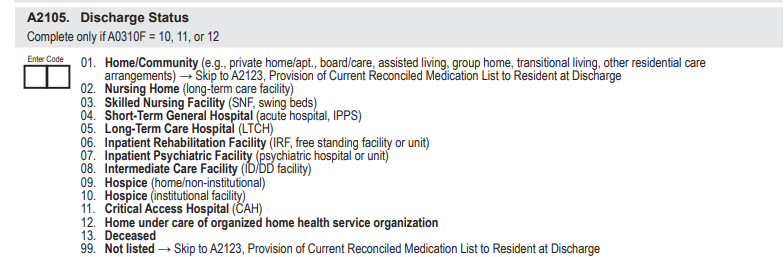 A2105. Discharge Status
Complete only if A0310F = 10, 11, or 12
Enter Code
01. Home/Community (e.g., private home/apt., board/care, assisted living, group home, transitional living, other residential care
arrangements) → Skip to A2123, Provision of Current Reconciled Medication List to Resident at Discharge
02. Nursing Home (long-term care facility)
03. Skilled Nursing Facility (SNF, swing beds)
04. Short-Term General Hospital (acute hospital, IPPS)
05. Long-Term Care Hospital (LTCH)
06. Inpatient Rehabilitation Facility (IRF, free standing facility or unit)
07. Inpatient Psychiatric Facility (psychiatric hospital or unit)
08. Intermediate Care Facility (ID/DD facility)
09. Hospice (home/non-institutional)
10. Hospice (institutional facility)
11. Critical Access Hospital (CAH)
12. Home under care of organized home health service organization
13. Deceased
99. Not listed → Skip to A2123, Provision of Current Reconciled Medication List to Resident at Discharge